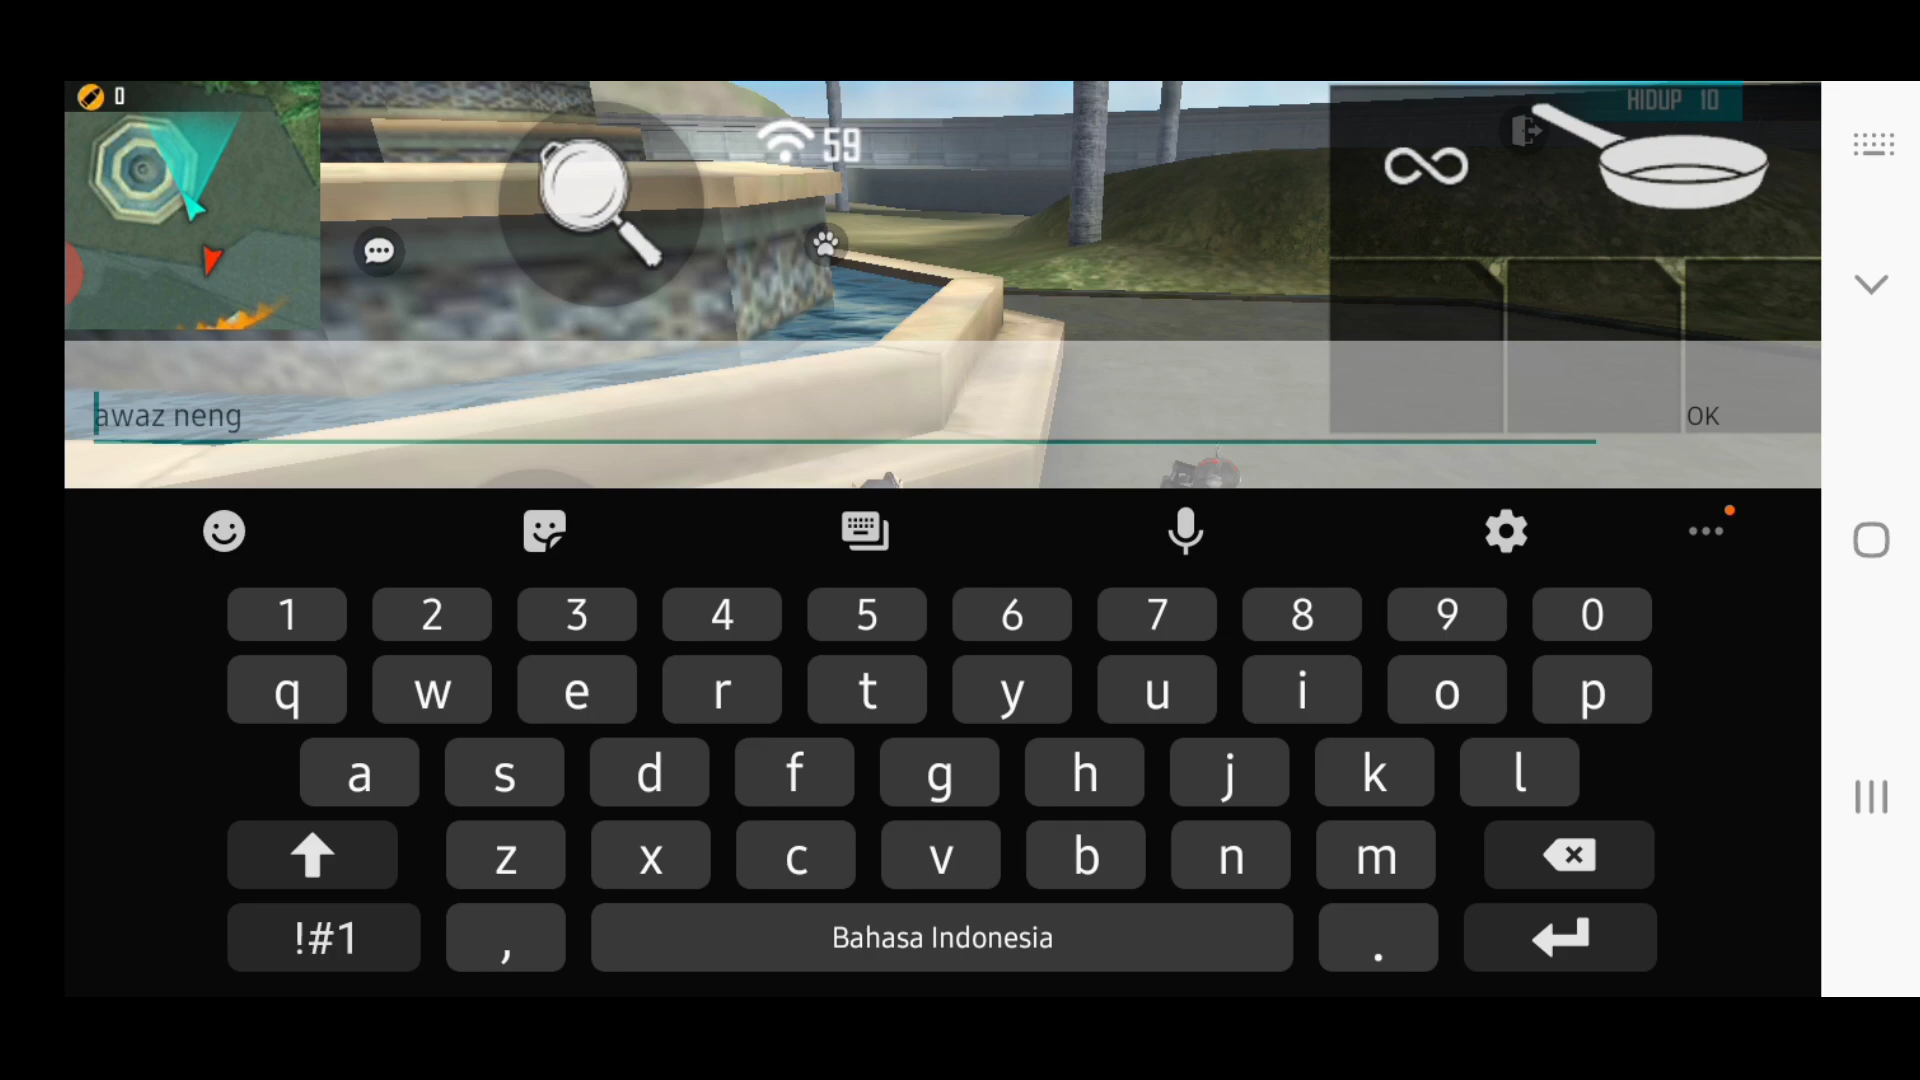 0
59
HIDUP 10
awaz neng
OK
1 2 3 4 5 6 7 8 9 0
q w e r t y u i o p
a s d f g h j k l
z x c v b n m
!#1 , Bahasa Indonesia .